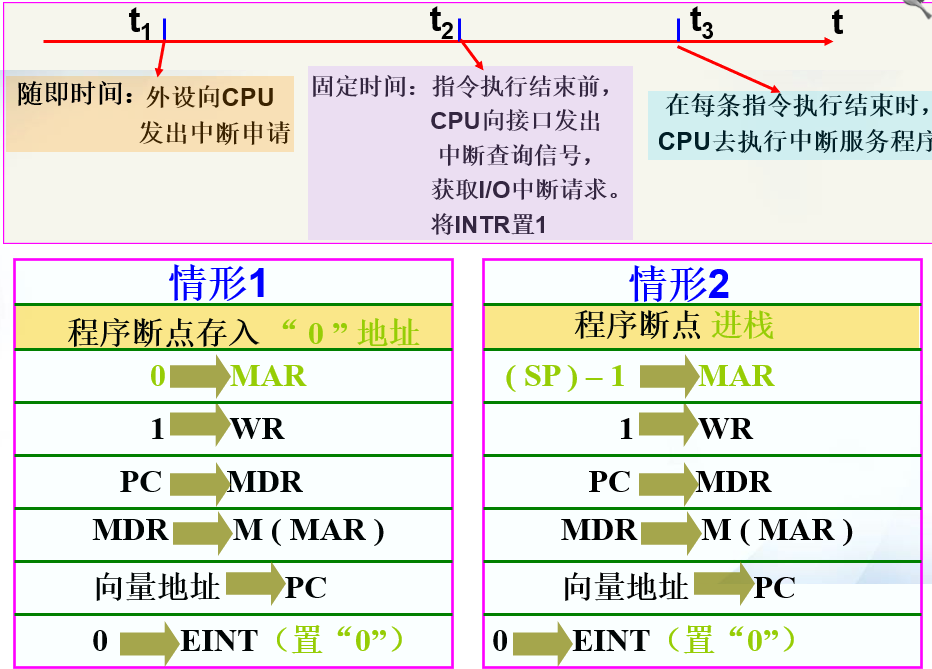 t1 t2 t3 t
随即时间：外设向CPU
发出中断申请
固定时间：指令执行结束前，
CPU向接口发出
中断查询信号，
获取I/O中断请求。
将INTR置1
在每条指令执行结束时，
CPU去执行中断服务程序
情形1
程序断点存入 “ 0 ” 地址
0 MAR
1 WR
PC MDR
MDR M ( MAR )
向量地址 PC
0 EINT（置“0”）
情形2
程序断点 进栈
( SP ) – 1 MAR
1 WR
PC MDR
MDR M ( MAR )
向量地址 PC
0 EINT（置“0”）